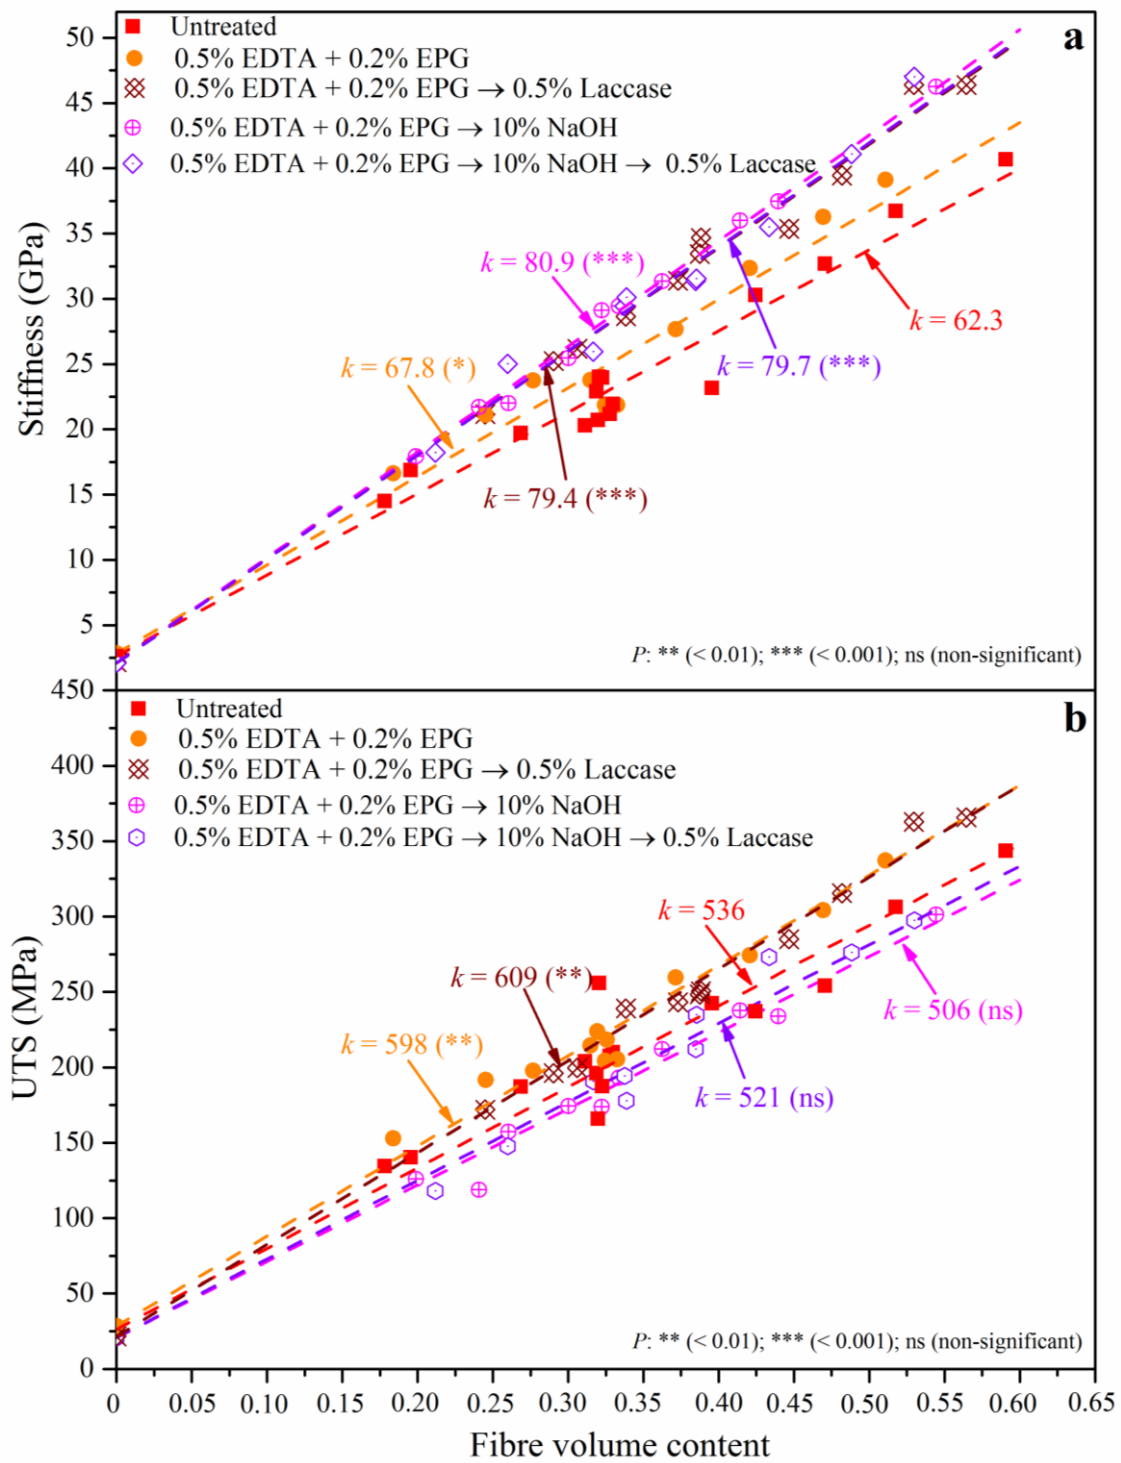 a
Untreated
0.5% EDTA + 0.2% EPG
0.5% EDTA + 0.2% EPG → 0.5% Laccase
0.5% EDTA + 0.2% EPG → 10% NaOH
0.5% EDTA + 0.2% EPG → 10% NaOH → 0.5% Laccase
50
45
40
35
30
25
20
15
10
5
Stiffness (GPa)
k = 80.9 (***)
k = 62.3
k = 67.8 (*)
k = 79.7 (***)
k = 79.4 (***)
P: ** (< 0.01); *** (< 0.001); ns (non-significant)
b
Untreated
0.5% EDTA + 0.2% EPG
0.5% EDTA + 0.2% EPG → 0.5% Laccase
0.5% EDTA + 0.2% EPG → 10% NaOH
0.5% EDTA + 0.2% EPG → 10% NaOH → 0.5% Laccase
450
400
350
300
250
200
150
100
50
0
UTS (MPa)
k = 536
k = 609 (**)
k = 506 (ns)
k = 598 (**)
k = 521 (ns)
P: ** (< 0.01); *** (< 0.001); ns (non-significant)
0 0.10 0.15 0.20 0.25 0.30 0.35 0.40 0.45 0.50 0.55 0.60 0.65
Fibre volume content